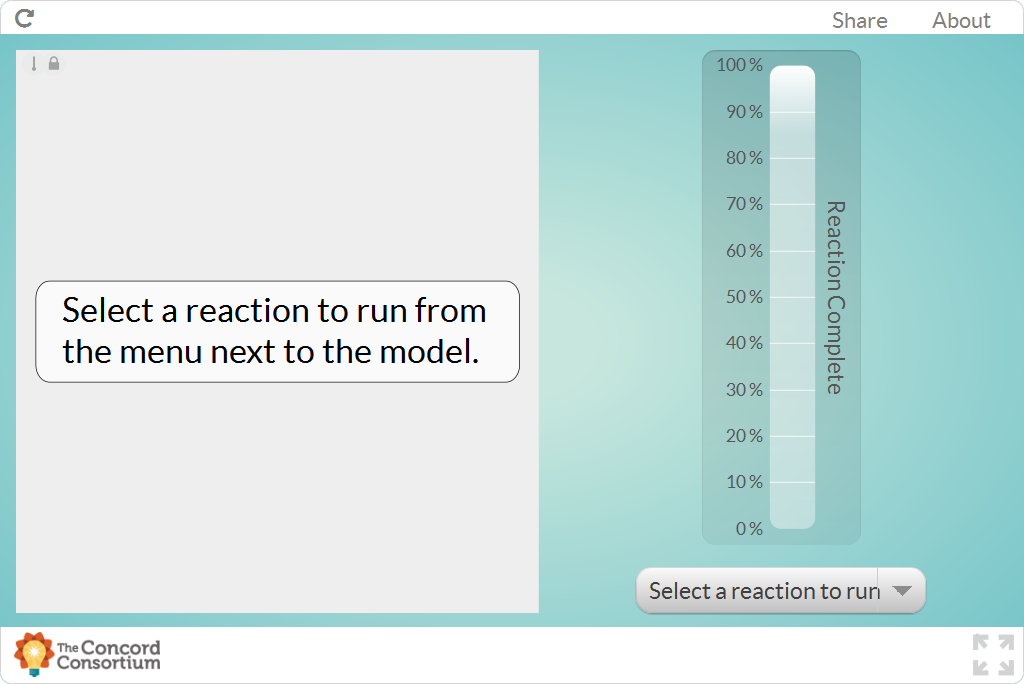 Share
About
Select a reaction to run from
the menu next to the model.
100 %
90 %
80 %
70 %
60 %
50 %
40 %
30 %
20 %
10 %
0 %
Reaction Complete
Select a reaction to run
The Concord
Consortium